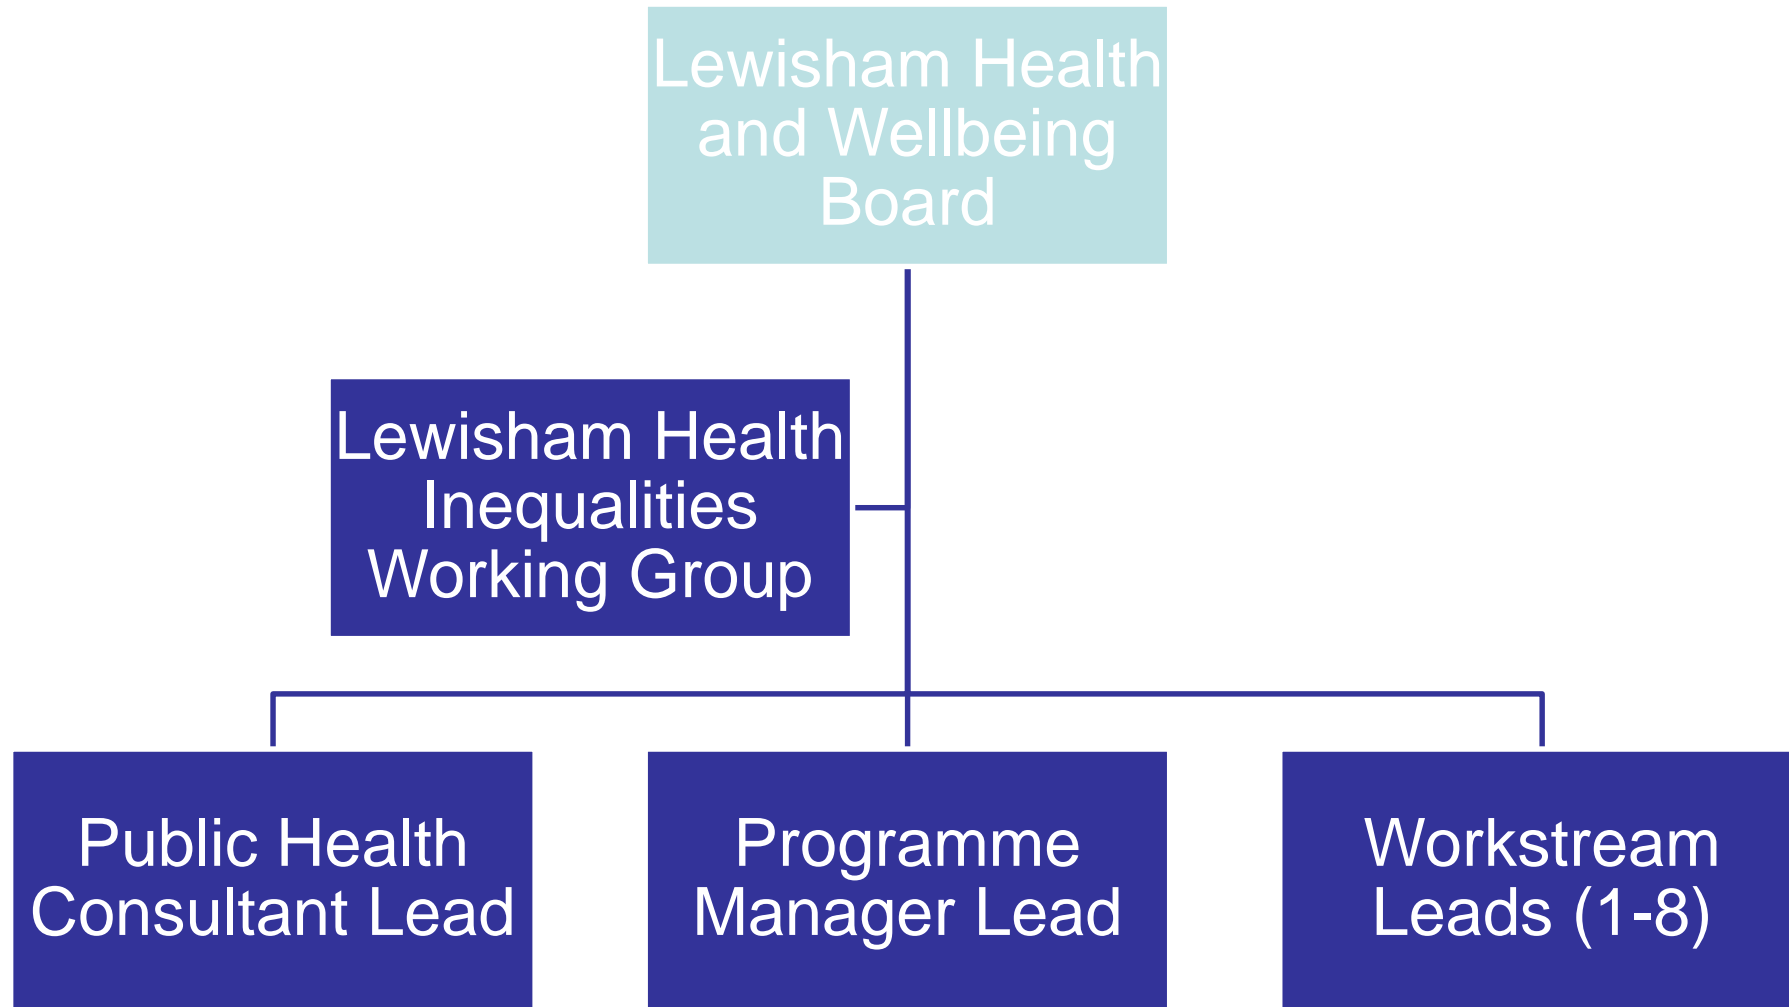 Lewisham Health
and Wellbeing
Board
Lewisham Health
Inequalities
Working Group
Public Health
Consultant Lead
Programme
Manager Lead
Workstream
Leads (1-8)